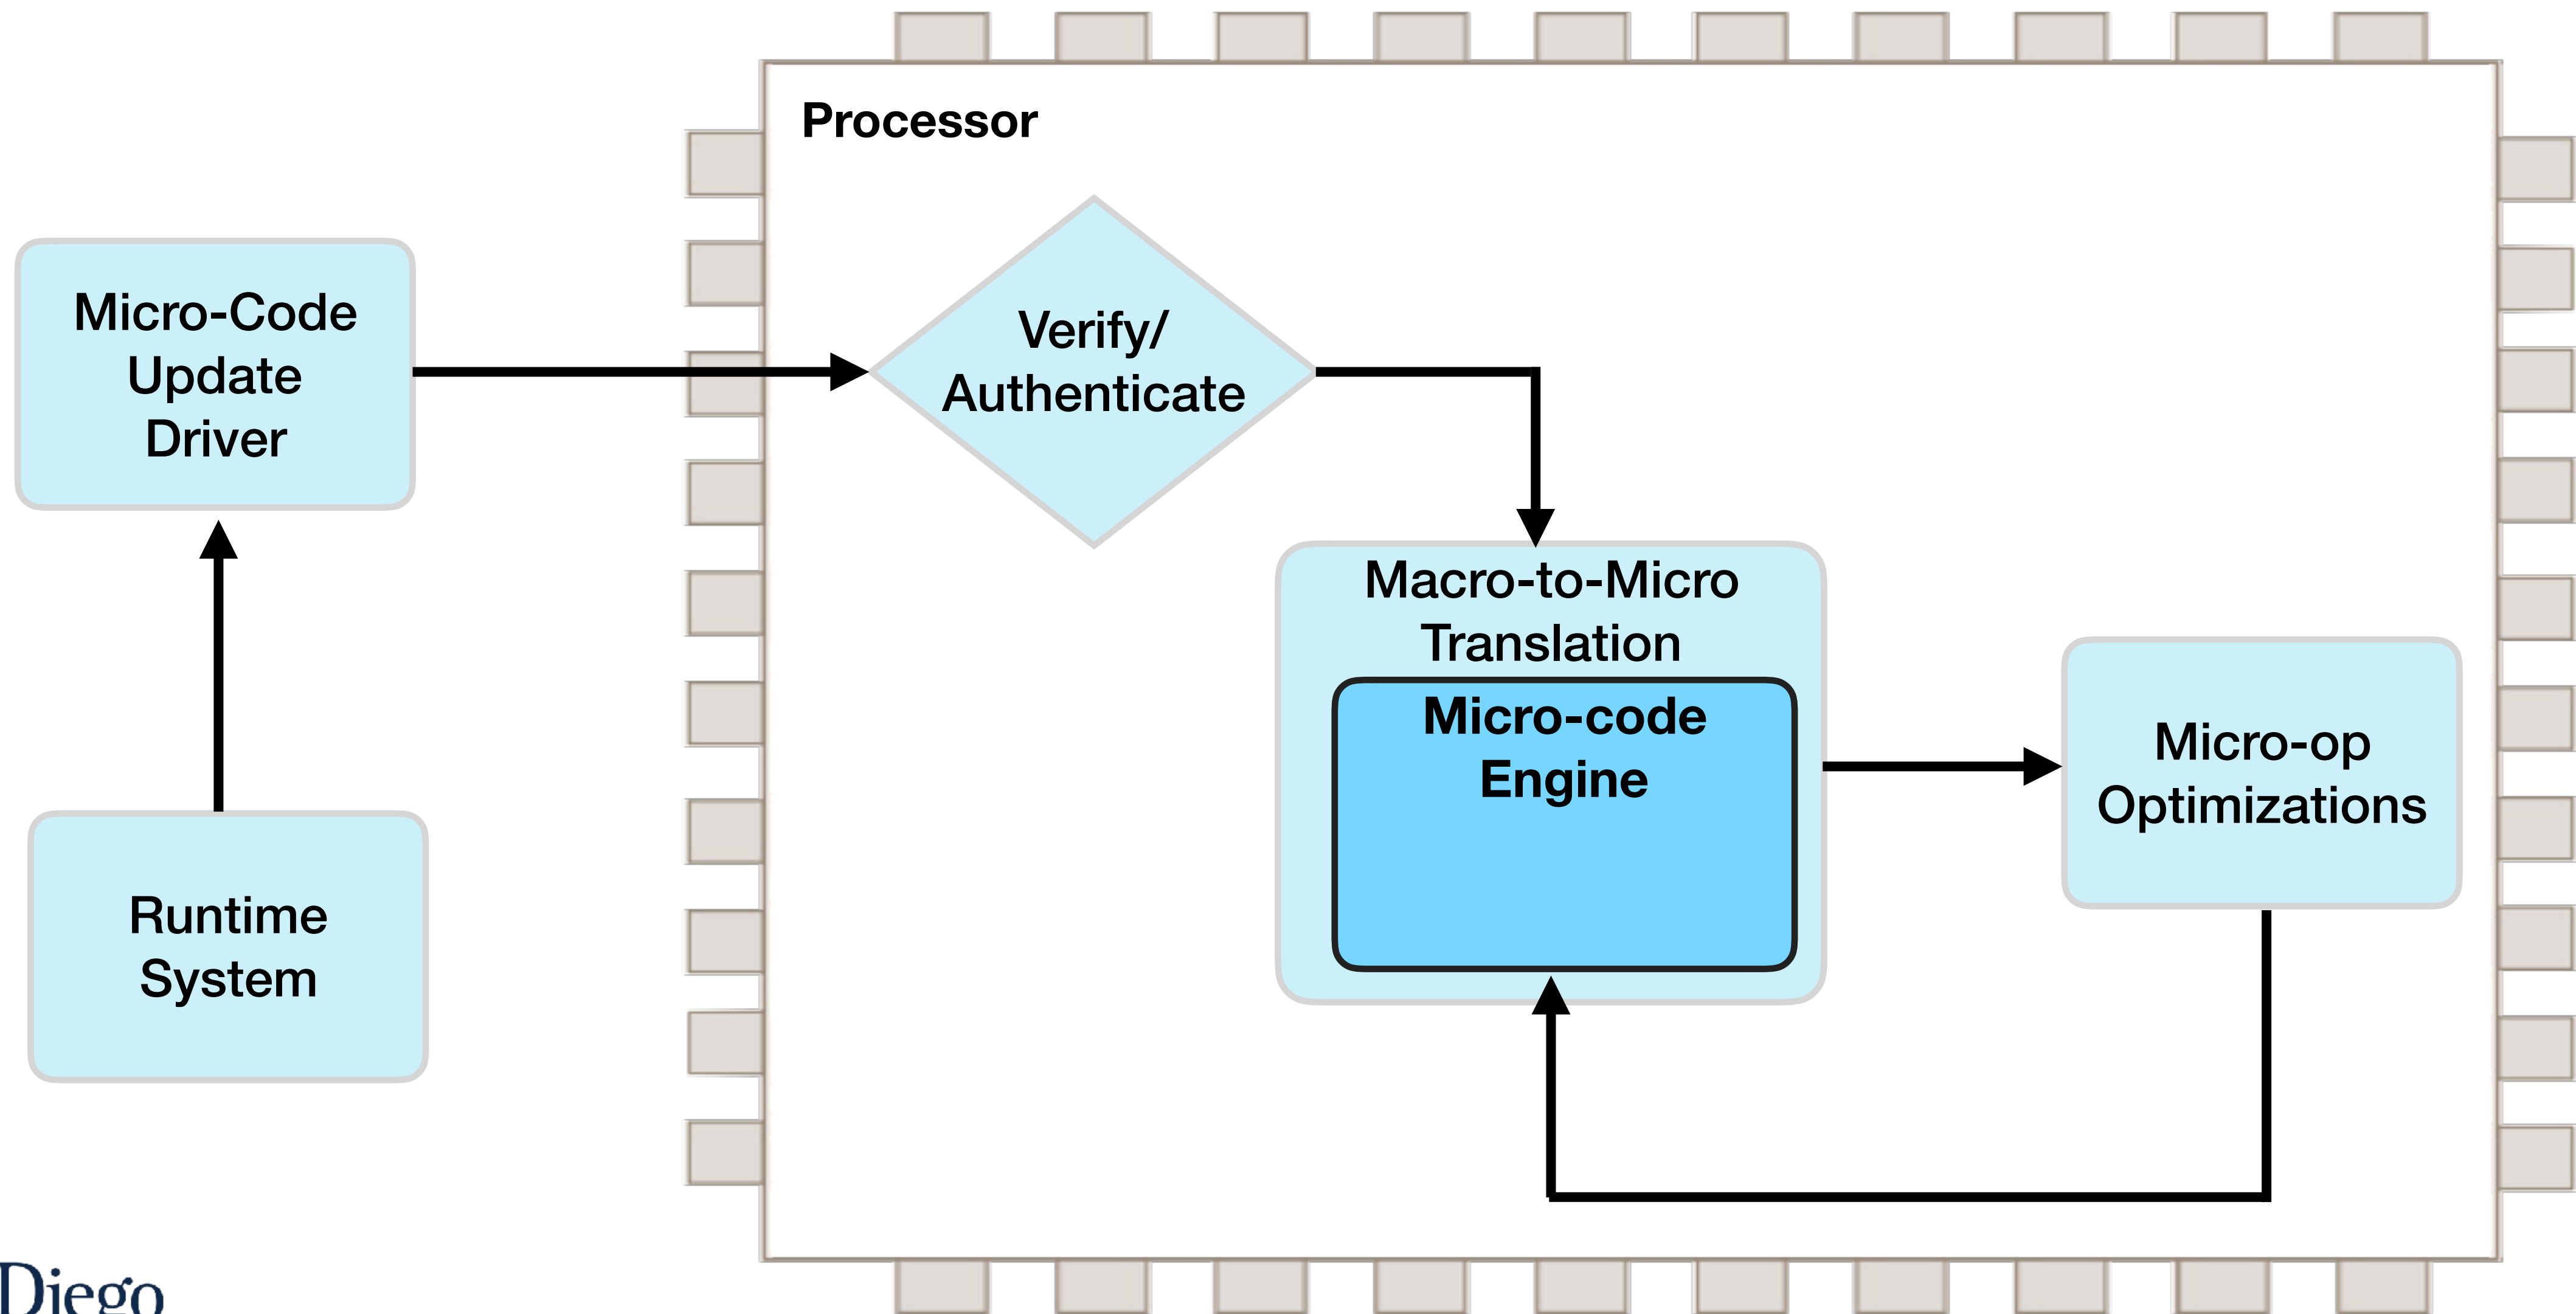 Processor
Micro-Code
Update
Driver
Verify/
Authenticate
Macro-to-Micro
Translation
Micro-code
Engine
Micro-op
Optimizations
Runtime
System
Diego